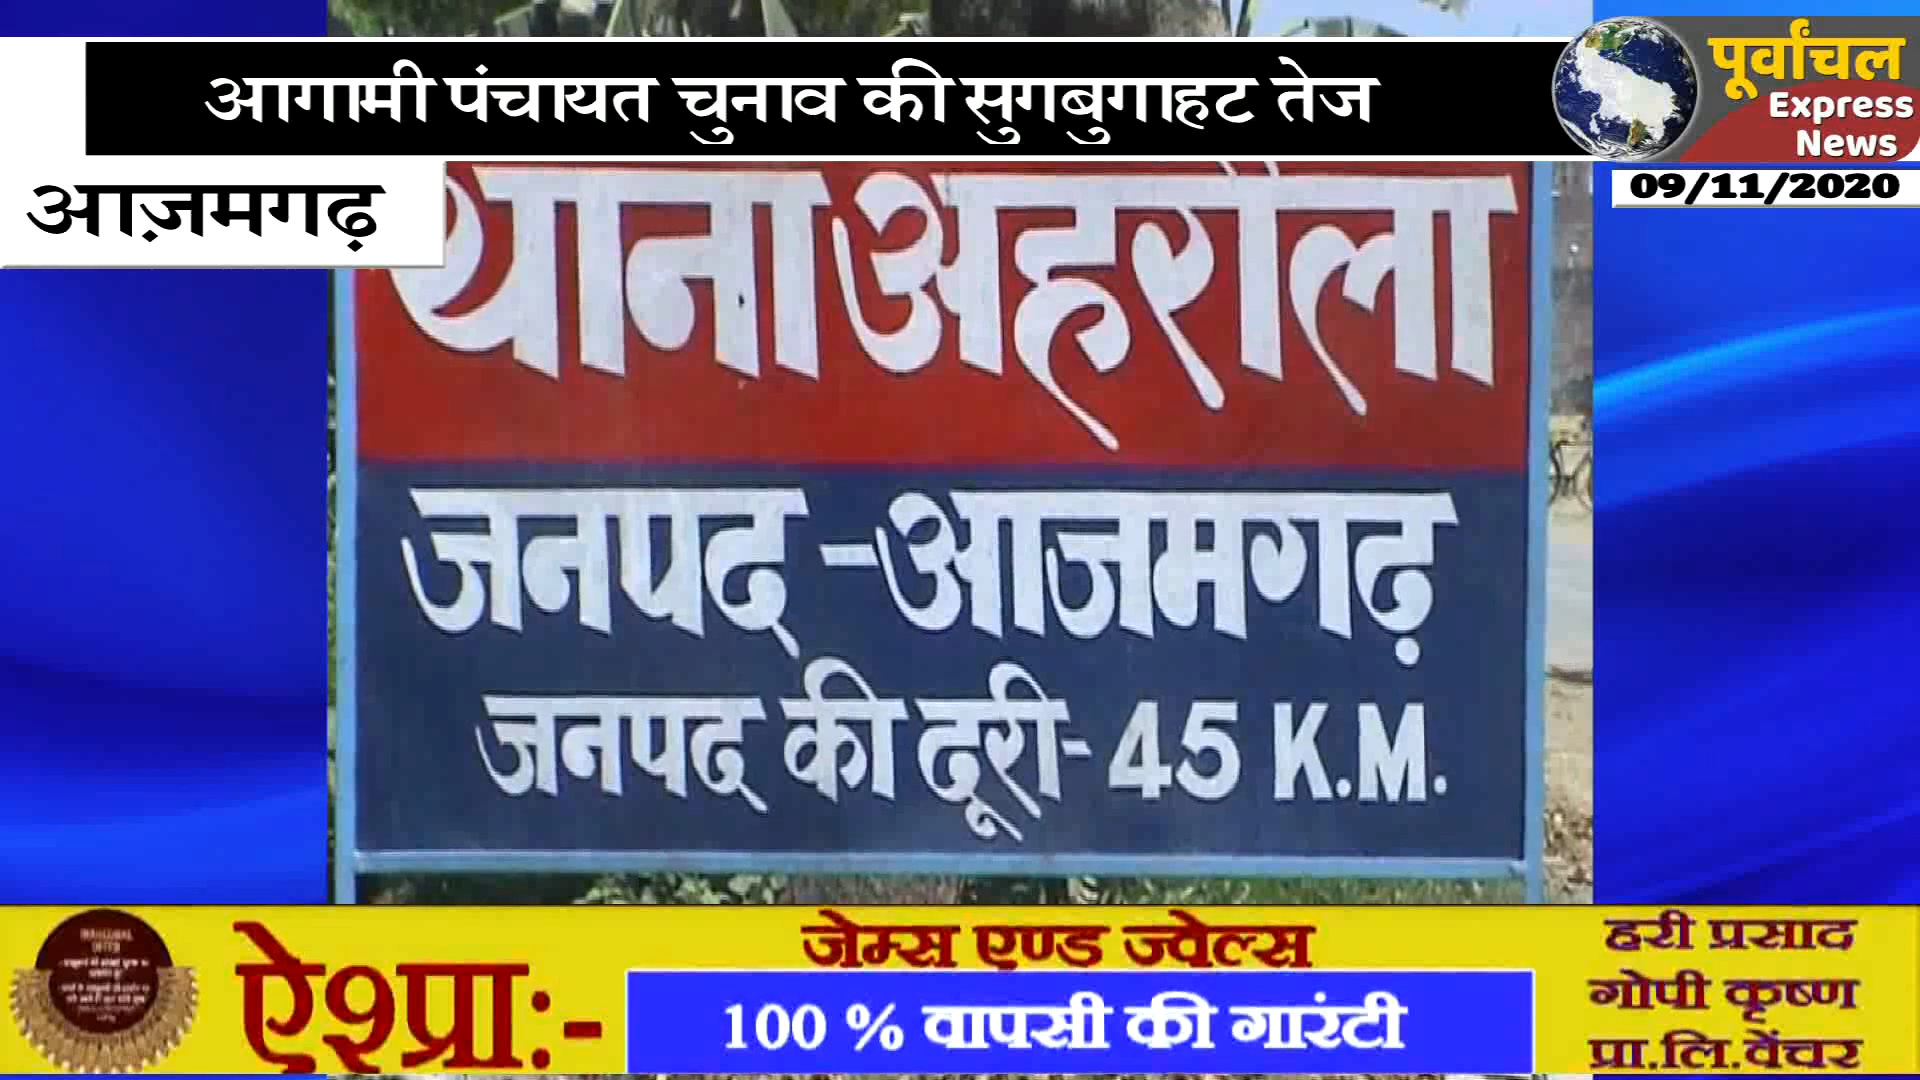 आगामी पंचायत चुनाव की सुगबुगाहट तेज
पूर्वांचल
Express
News
आज़मगढ़
09/11/2020
थाना अहरौला
जनपद-आजमगढ़
जनपद की दूरी-45 K.M.
ऐश्प्रा:-
जेम्स एण्ड ज्वेल्स
100 % वापसी की गारंटी
हरी प्रसाद
गोपी कृष्ण
प्रा.लि.वेंचर